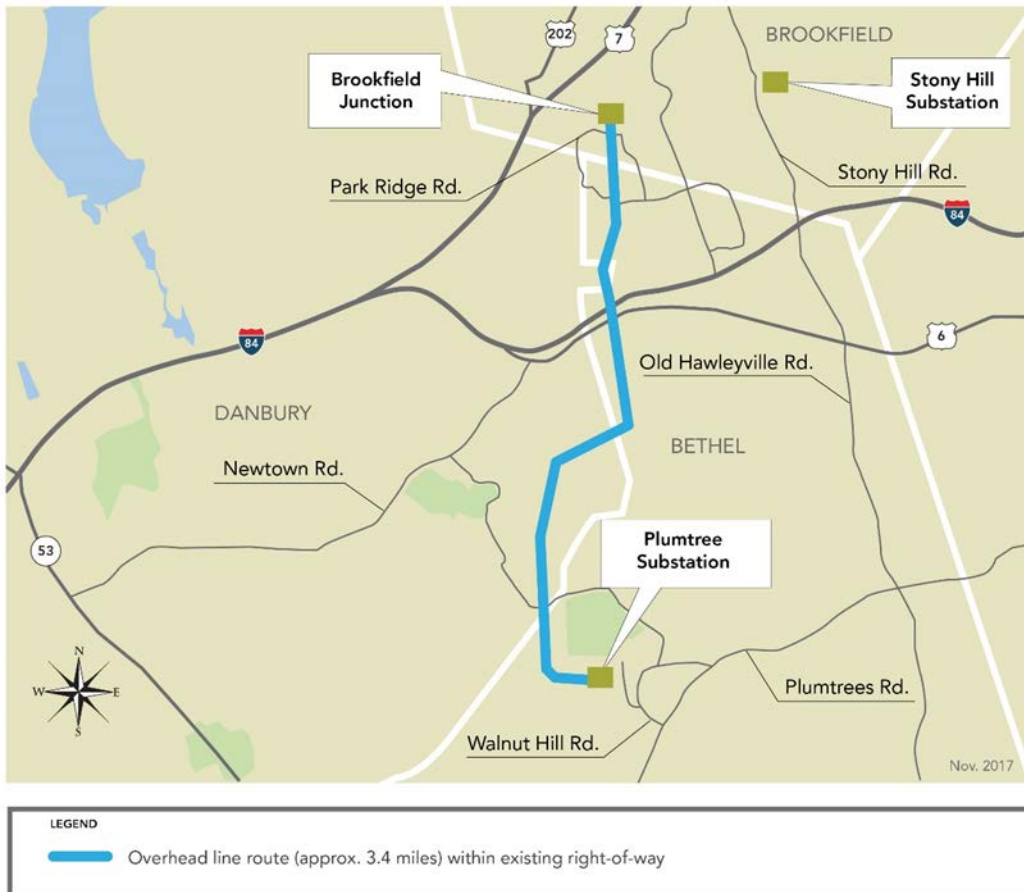 202
7
BROOKFIELD
Brookfield
Junction
Stony Hill
Substation
Park Ridge Rd.
Stony Hill Rd.
84
84
6
Old Hawleyville Rd.
DANBURY
BETHEL
Newtown Rd.
53
Plumtree
Substation
N
W
E
S
Plumtrees Rd.
Walnut Hill Rd.
Nov. 2017
LEGEND
Overhead line route (approx. 3.4 miles) within existing right-of-way